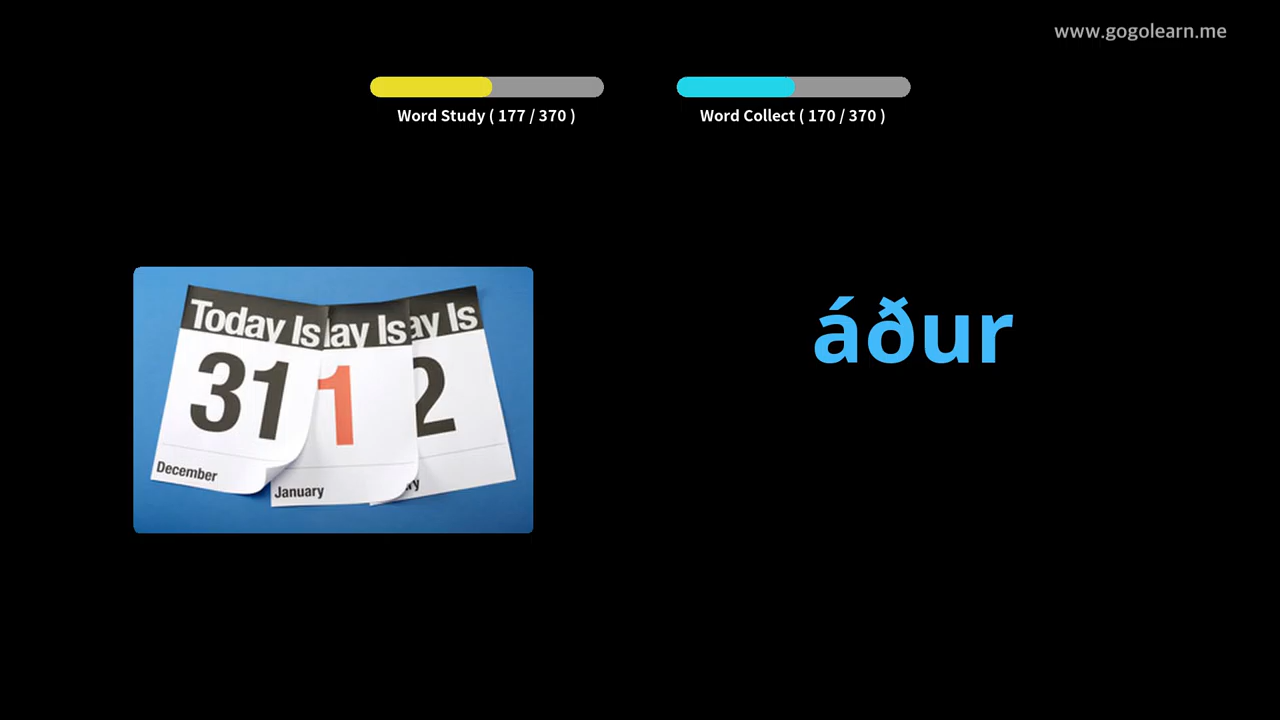 www.gogolearn.me
Word Study ( 177 / 370 )
Word Collect ( 170 / 370 )
áður
Today Is
31
December
ay Is
1
January
ay Is
2
ry